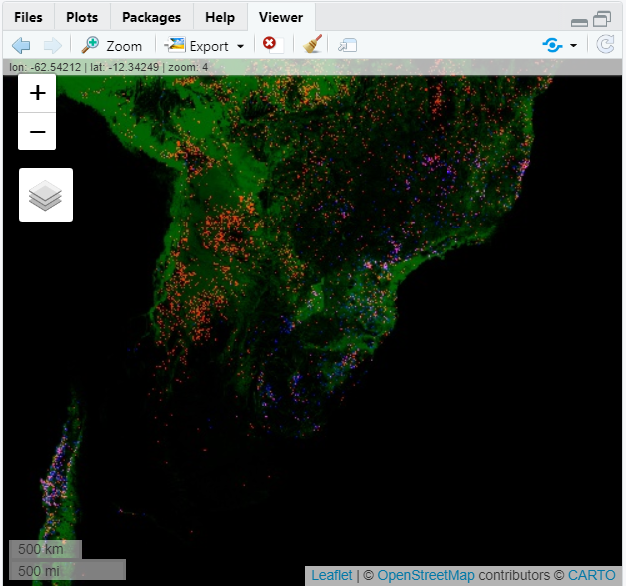 Files Plots Packages Help Viewer
Zoom Export
lon: -62.54212 | lat: -12.34249 | zoom: 4
+
−
500 km
500 mi
Leaflet | © OpenStreetMap contributors © CARTO